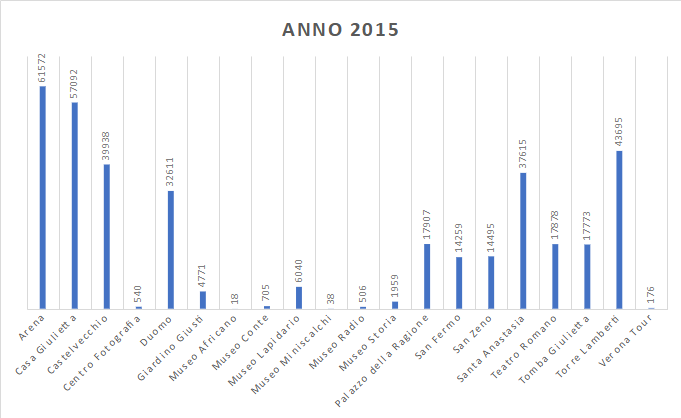 ANNO 2015
61572
57092
39938
540
32611
4771
18
705
6040
38
506
1959
17907
14259
14495
37615
17878
17773
43695
176
Arena
Casa Giulietta
Castelvecchio
Centro Fotografia
Duomo
Giardino Giusti
Museo Africano
Museo Conte
Museo Lapidario
Museo Miniscalchi
Museo Radio
Museo Storia
Palazzo della Ragione
San Fermo
San Zeno
Santa Anastasia
Teatro Romano
Tomba Giulietta
Torre Lamberti
Verona Tour